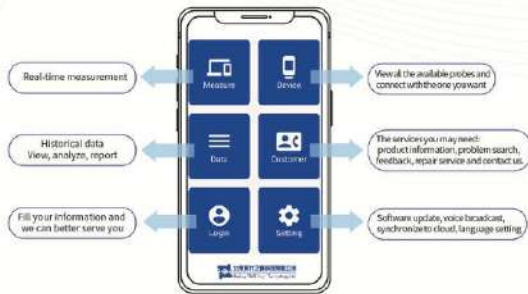 Real-time measurement
Measure
Device
View all the available probes and
connect with the one you want
Historical data
View, analyze, report
Data
Customer
The services you may need:
product information, problem search,
feedback, repair service and contact us.
Fill your information and
we can better serve you
Login
Setting
Software update, voice broadcast,
synchronize to cloud, language setting